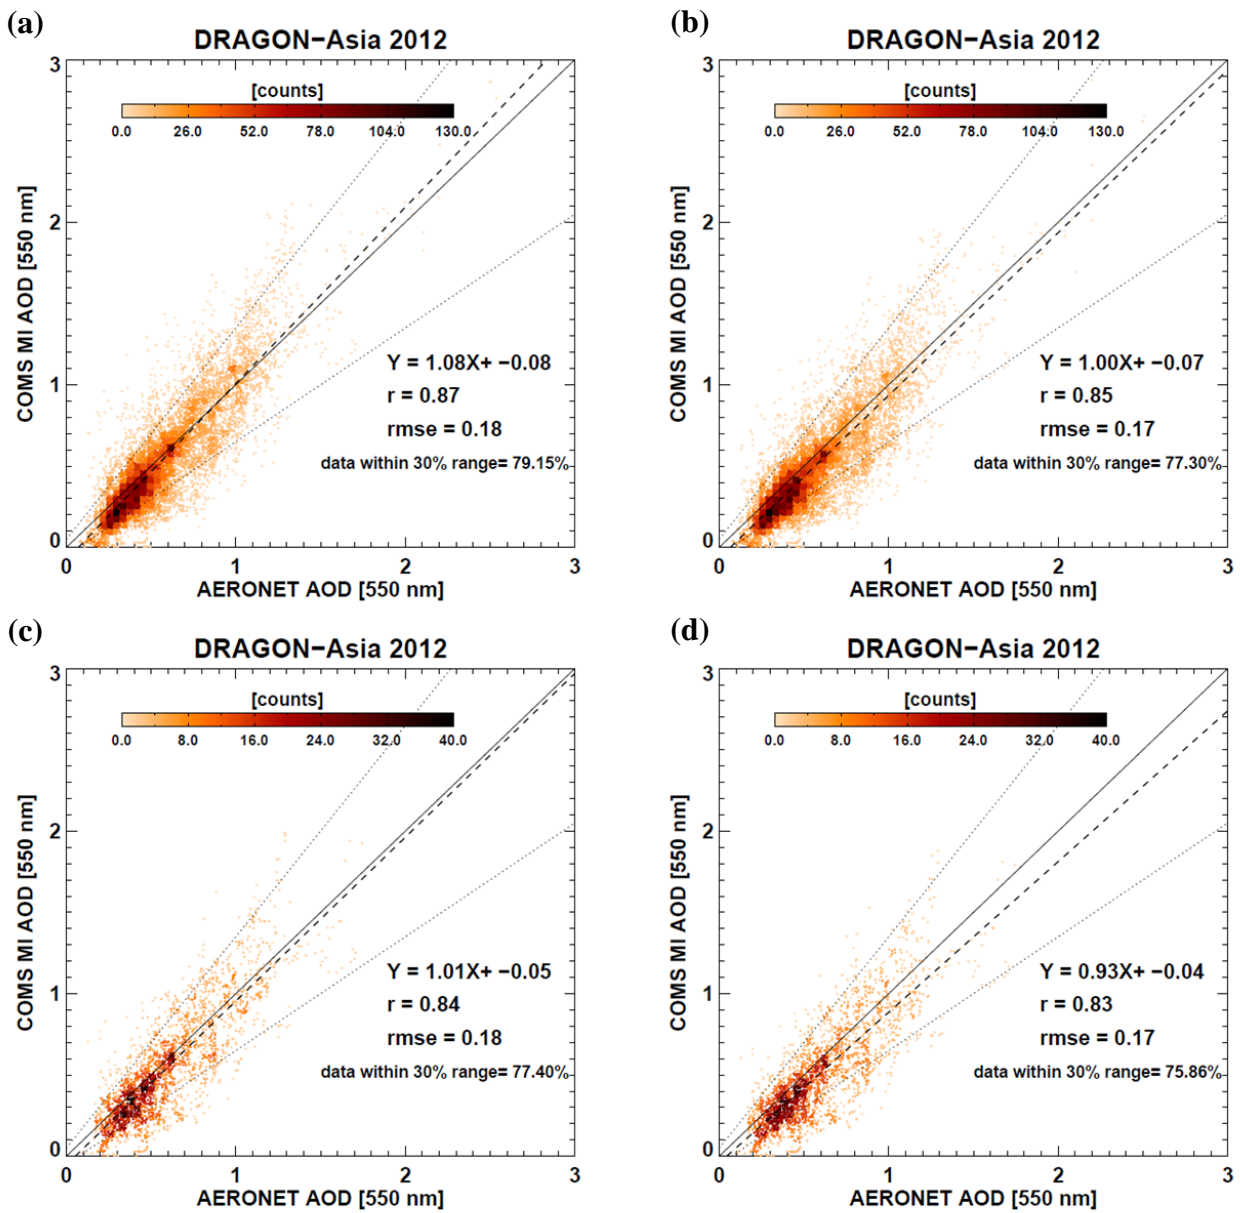 (a)
DRAGON−Asia 2012
[counts]
0.0 26.0 52.0 78.0 104.0 130.0
3
2
1
0
COMS MI AOD [550 nm]
Y = 1.08X+ −0.08
r = 0.87
rmse = 0.18
data within 30% range= 79.15%
0 1 2 3
AERONET AOD [550 nm]
(b)
DRAGON−Asia 2012
[counts]
0.0 26.0 52.0 78.0 104.0 130.0
3
2
1
0
COMS MI AOD [550 nm]
Y = 1.00X+ −0.07
r = 0.85
rmse = 0.17
data within 30% range= 77.30%
0 1 2 3
AERONET AOD [550 nm]
(c)
DRAGON−Asia 2012
[counts]
0.0 8.0 16.0 24.0 32.0 40.0
3
2
1
0
COMS MI AOD [550 nm]
Y = 1.01X+ −0.05
r = 0.84
rmse = 0.18
data within 30% range= 77.40%
0 1 2 3
AERONET AOD [550 nm]
(d)
DRAGON−Asia 2012
[counts]
0.0 8.0 16.0 24.0 32.0 40.0
3
2
1
0
COMS MI AOD [550 nm]
Y = 0.93X+ −0.04
r = 0.83
rmse = 0.17
data within 30% range= 75.86%
0 1 2 3
AERONET AOD [550 nm]